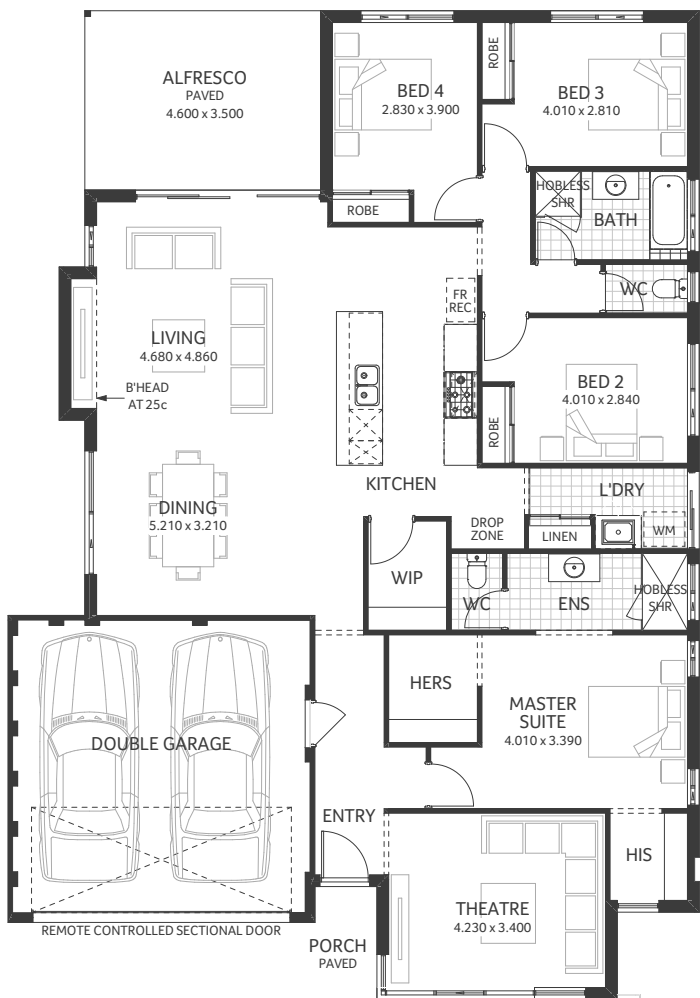 ALFRESCO
PAVED
4.600 x 3.500
BED 4
2.830 x 3.900
ROBE
BED 3
4.010 x 2.810
ROBE
HOBLESS
SHR
BATH
WC
FR
REC
LIVING
4.680 x 4.860
B'HEAD
AT 25c
BED 2
4.010 x 2.840
ROBE
KITCHEN
DINING
5.210 x 3.210
L'DRY
DROP
ZONE
LINEN
WM
WIP
WC
ENS
HOBLESS
SHR
HERS
MASTER
SUITE
4.010 x 3.390
DOUBLE GARAGE
ENTRY
HIS
THEATRE
4.230 x 3.400
REMOTE CONTROLLED SECTIONAL DOOR
PORCH
PAVED